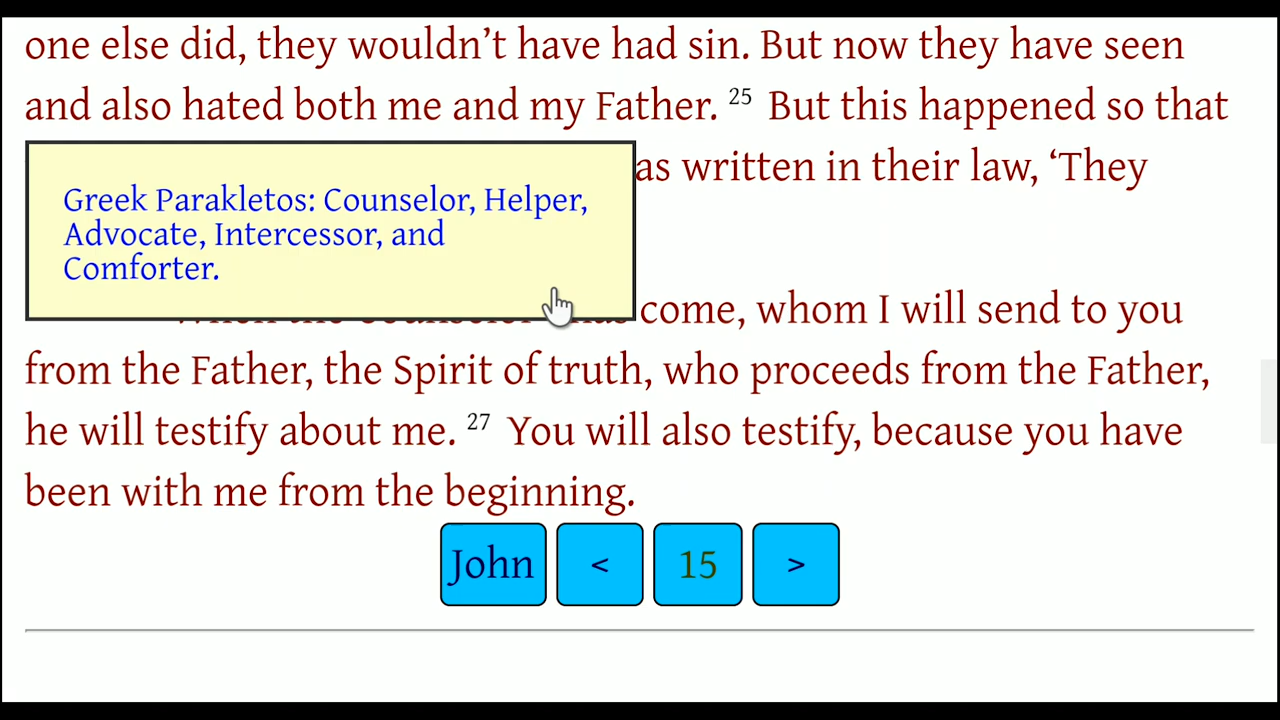 one else did, they wouldn’t have had sin. But now they have seen
and also hated both me and my Father. 25 But this happened so that
as written in their law, ‘They
Greek Parakletos: Counselor, Helper,
Advocate, Intercessor, and
Comforter.
come, whom I will send to you
from the Father, the Spirit of truth, who proceeds from the Father,
he will testify about me. 27 You will also testify, because you have
been with me from the beginning.
John < 15 >